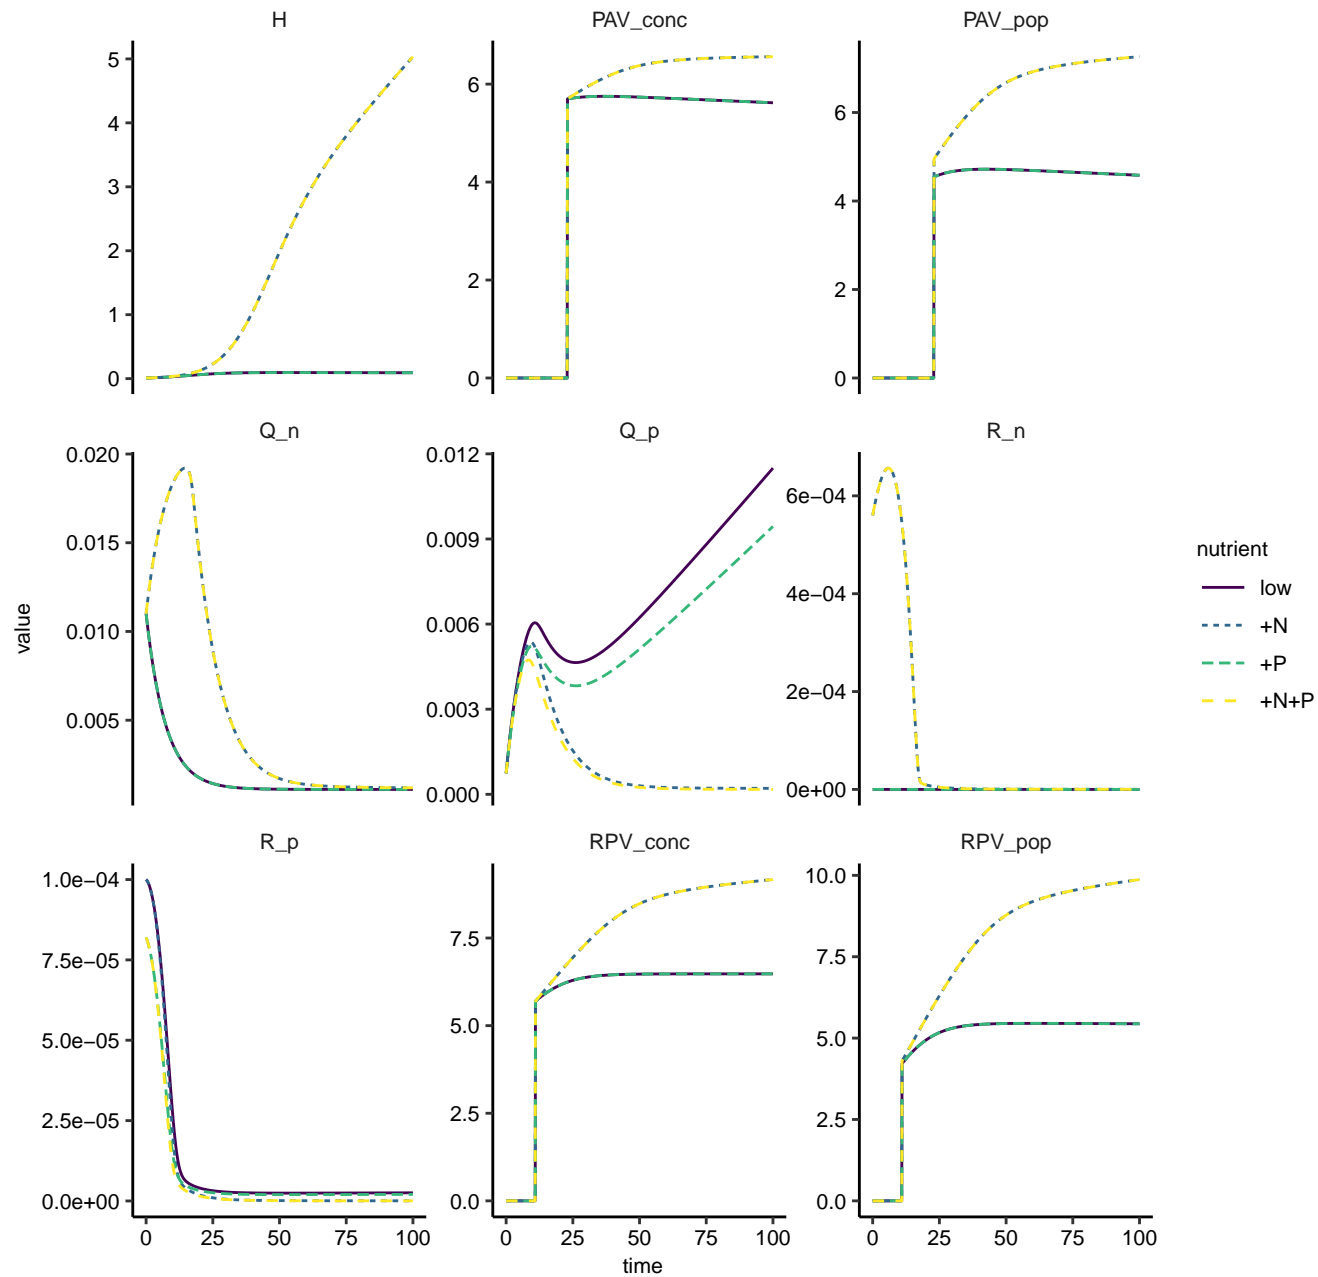 H
PAV_conc
PAV_pop
5
4
3
2
1
0
6
4
2
0
6
4
2
0
Q_n
Q_p
R_n
0.020
0.015
0.010
0.005
0.012
0.009
0.006
0.003
0.000
6e−04
4e−04
2e−04
0e+00
value
nutrient
low
+N
+P
+N+P
R_p
RPV_conc
RPV_pop
1.0e−04
7.5e−05
5.0e−05
2.5e−05
0.0e+00
7.5
5.0
2.5
0.0
10.0
7.5
5.0
2.5
0.0
0 25 50 75 100
0 25 50 75 100
0 25 50 75 100
time